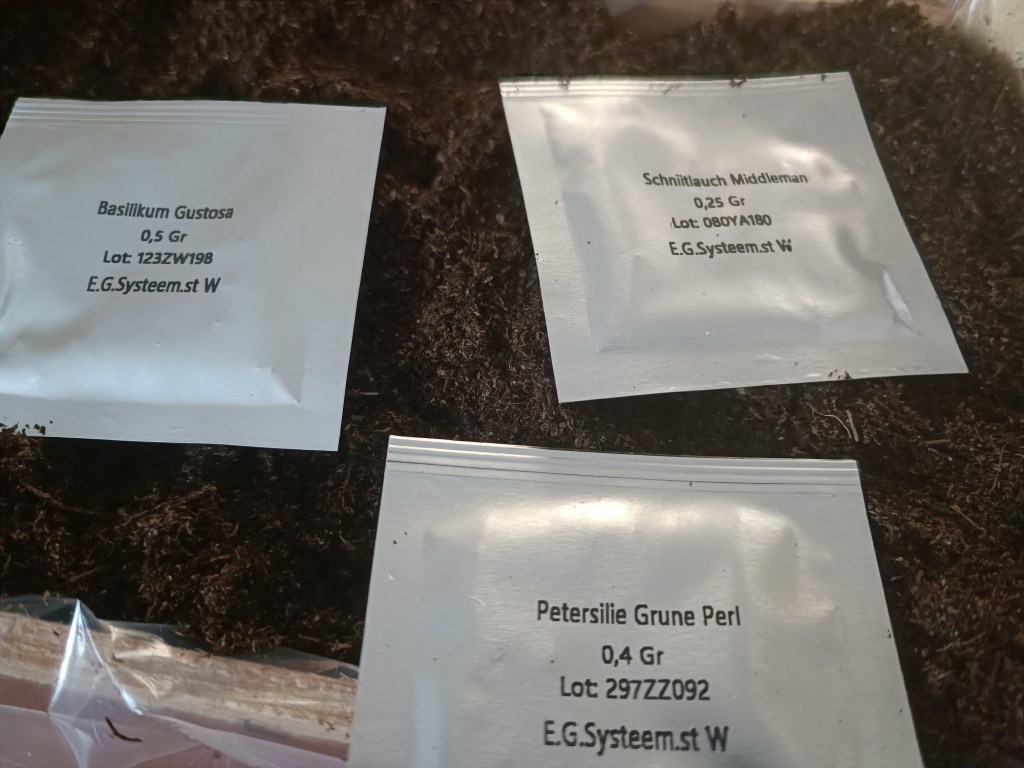 Basilikum Gustosa
0,5 Gr
Lot: 123ZW198
E.G.Systeem.st W
Schniitlauch Middleman
0,25 Gr
Lot: 080YA180
E.G.Systeem.st W
Petersilie Grune Perl
0,4 Gr
Lot: 297ZZ092
E.G.Systeem.st W